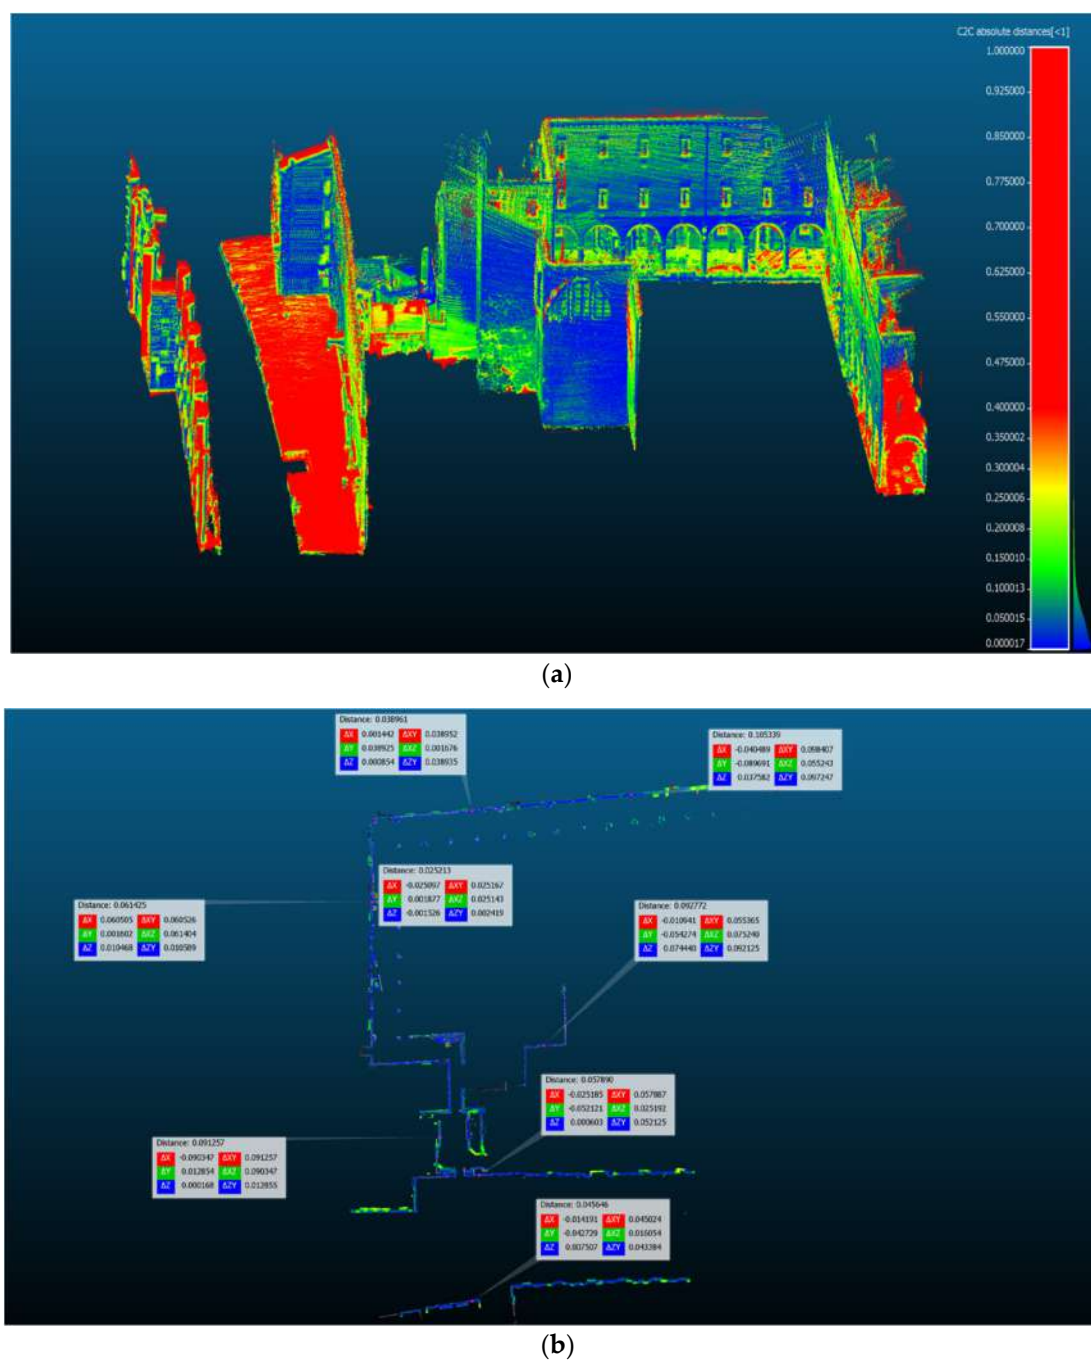 C2C absolute distances[<1]
1.000000
0.925000
0.850000
0.775000
0.700000
0.625000
0.550000
0.475000
0.400000
0.350002
0.300004
0.250006
0.200008
0.150010
0.100013
0.050015
0.000017
(a)
Distance: 0.038961
ΔX 0.001442 ΔXY 0.038952
ΔY 0.038925 ΔXZ 0.001676
ΔZ 0.000854 ΔZY 0.038935
Distance: 0.105339
ΔX -0.040489 ΔXY 0.098407
ΔY -0.089691 ΔXZ 0.055243
ΔZ 0.037582 ΔZY 0.097247
Distance: 0.025213
ΔX -0.025097 ΔXY 0.025167
ΔY 0.001877 ΔXZ 0.025143
ΔZ -0.001526 ΔZY 0.002419
Distance: 0.061425
ΔX 0.060505 ΔXY 0.060526
ΔY 0.001602 ΔXZ 0.061404
ΔZ 0.010468 ΔZY 0.010589
Distance: 0.092772
ΔX -0.010941 ΔXY 0.055365
ΔY -0.054274 ΔXZ 0.075240
ΔZ 0.074440 ΔZY 0.092125
Distance: 0.057890
ΔX -0.025185 ΔXY 0.057887
ΔY -0.052121 ΔXZ 0.025192
ΔZ 0.000603 ΔZY 0.052125
Distance: 0.091257
ΔX -0.090347 ΔXY 0.091257
ΔY 0.012854 ΔXZ 0.090347
ΔZ 0.000168 ΔZY 0.012855
Distance: 0.045646
ΔX -0.014191 ΔXY 0.045024
ΔY -0.042729 ΔXZ 0.016054
ΔZ 0.007507 ΔZY 0.043384
(b)